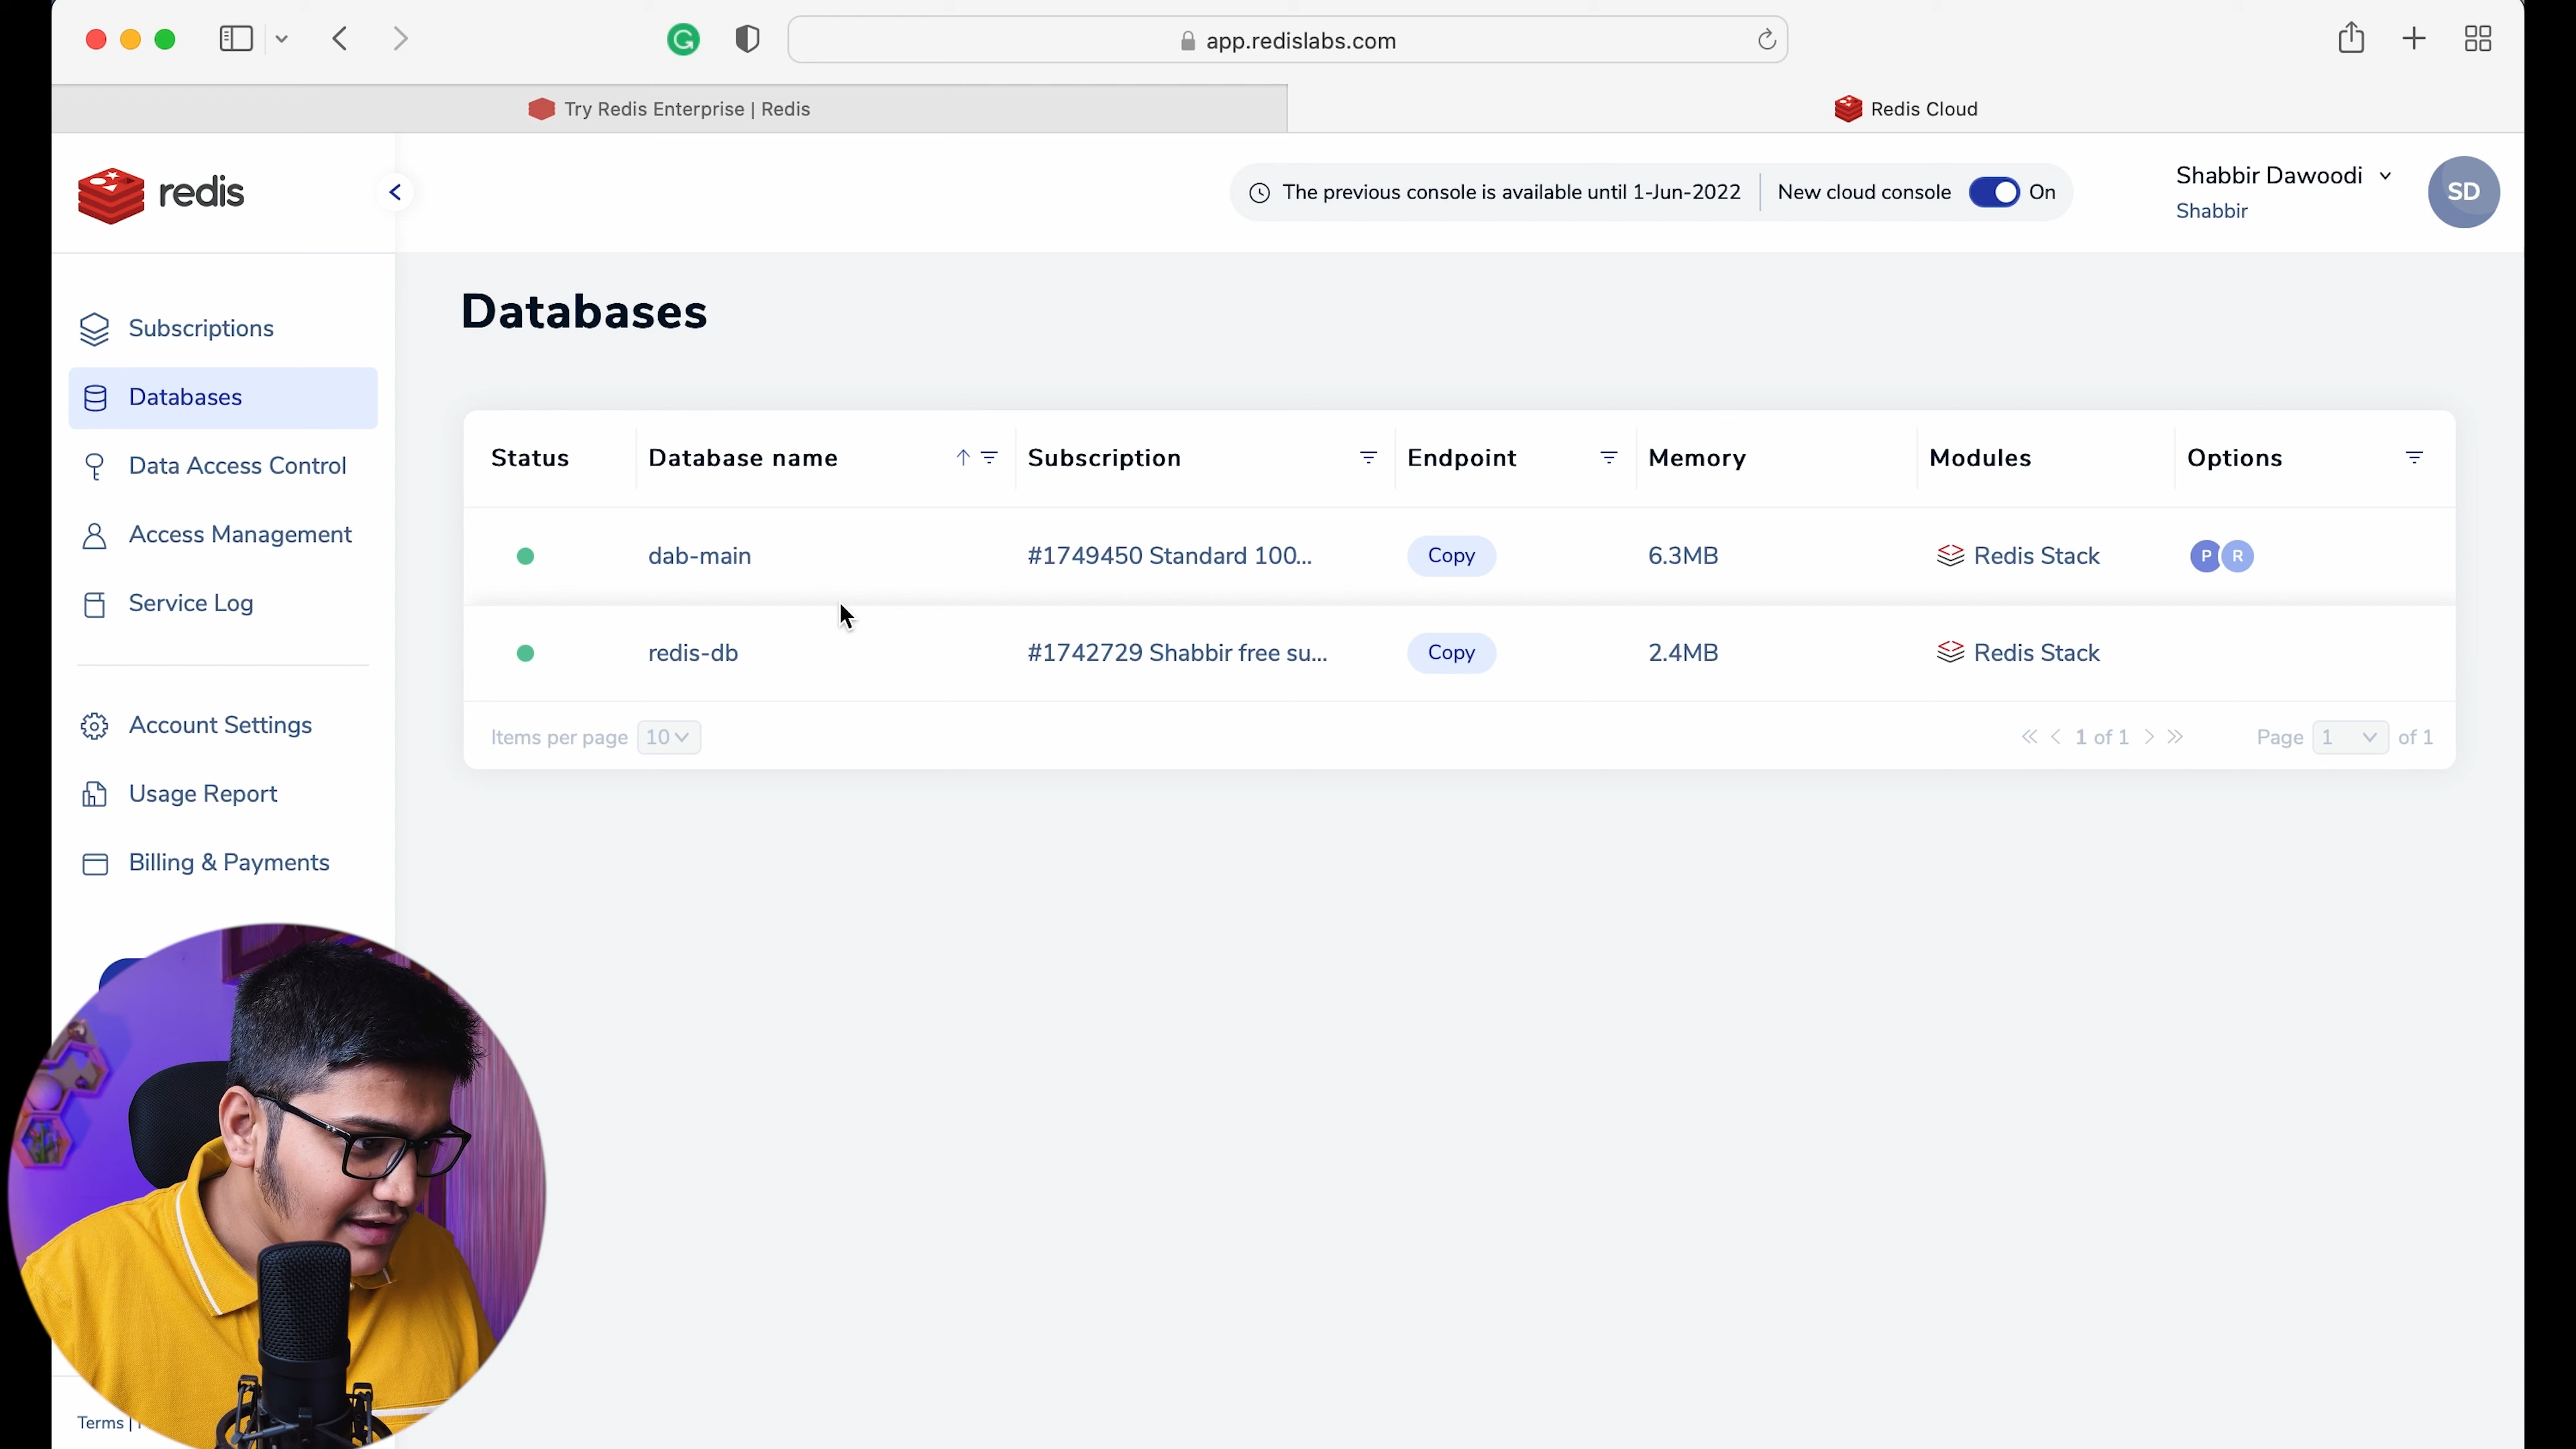 app.redislabs.com
Try Redis Enterprise | Redis
Redis Cloud
redis
The previous console is available until 1-Jun-2022
New cloud console
On
Shabbir Dawoodi
Shabbir
SD
Subscriptions
Databases
Data Access Control
Access Management
Service Log
Account Settings
Usage Report
Billing & Payments
Terms |
Databases
Status Database name Subscription Endpoint Memory Modules Options
dab-main #1749450 Standard 100... Copy 6.3MB Redis Stack P R
redis-db #1742729 Shabbir free su... Copy 2.4MB Redis Stack
Items per page 10 1 of 1 Page 1 of 1